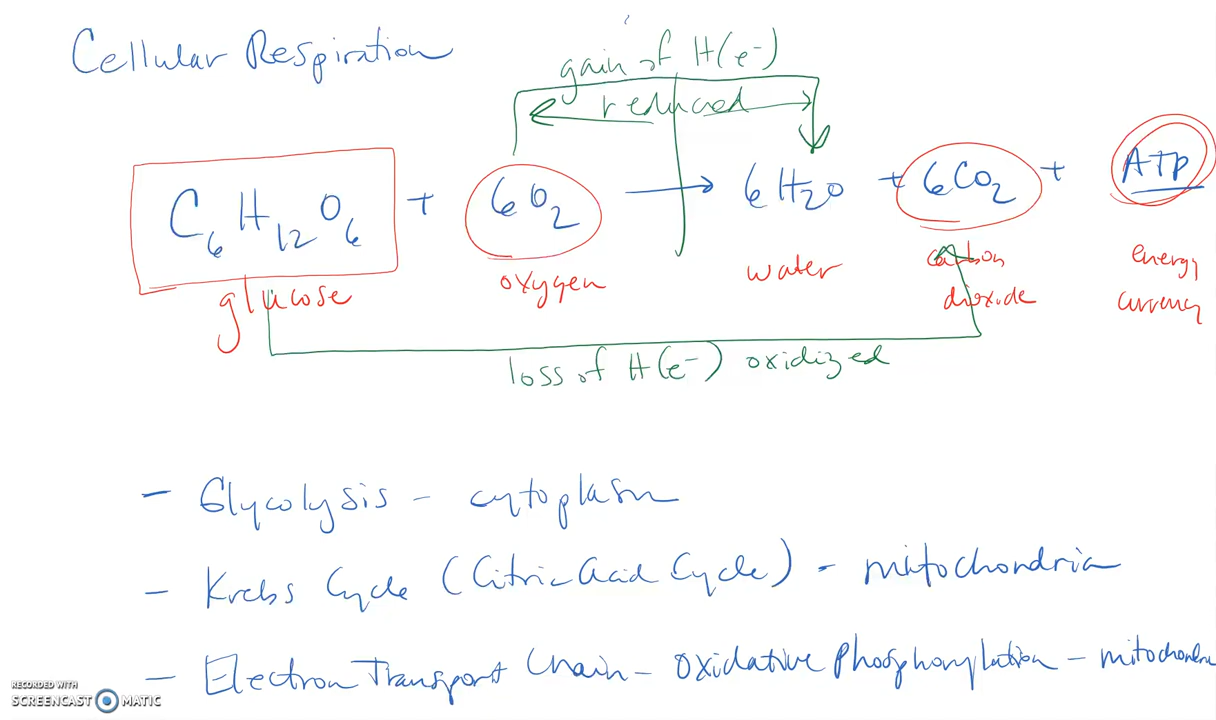 Cellular Respiration
gain of H(e⁻)
reduced
C₆H₁₂O₆ + 6O₂ → 6H₂O + 6CO₂ + ATP
glucose oxygen water carbon dioxide energy currency
loss of H(e⁻) oxidized
- Glycolysis - cytoplasm
- Krebs Cycle (Citric Acid Cycle) - mitochondria
- Electron Transport Chain - Oxidative Phosphorylation - mitochondria
RECORDED WITH
SCREENCAST MATIC